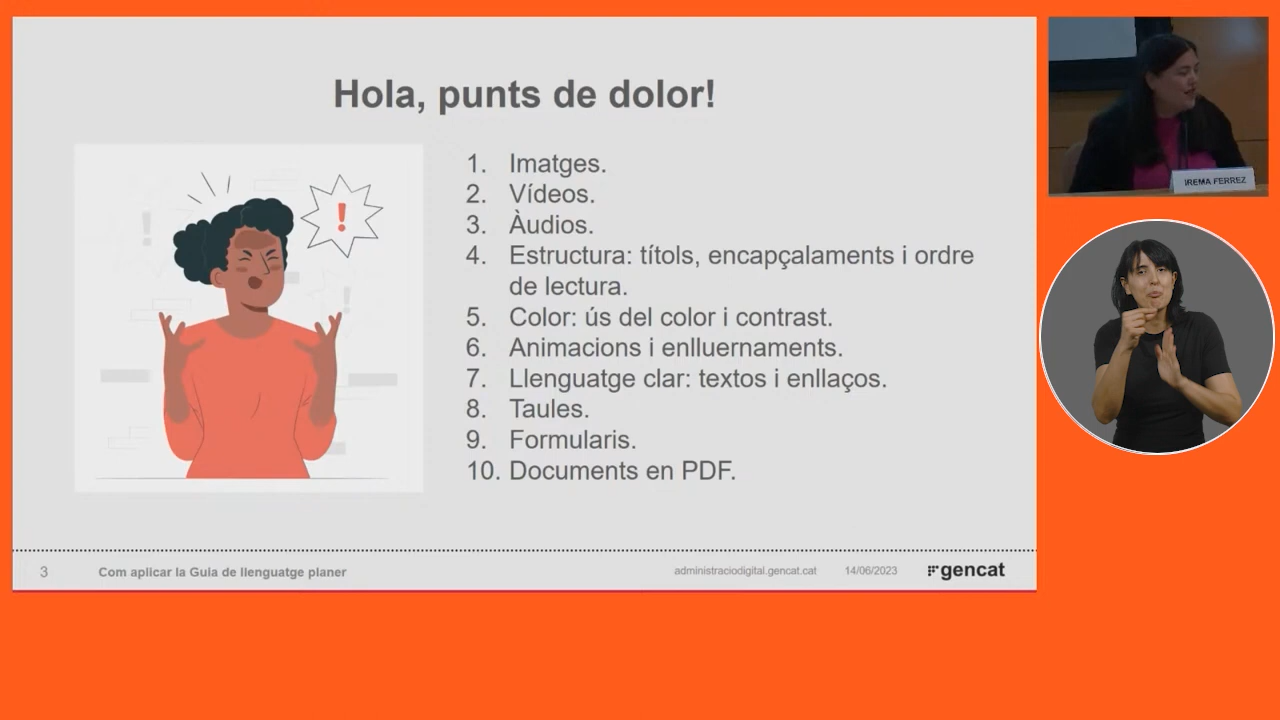 Hola, punts de dolor!
1. Imatges.
2. Vídeos.
3. Àudios.
4. Estructura: títols, encapçalaments i ordre
de lectura.
5. Color: ús del color i contrast.
6. Animacions i enlluernaments.
7. Llenguatge clar: textos i enllaços.
8. Taules.
9. Formularis.
10. Documents en PDF.
!
3
Com aplicar la Guia de llenguatge planer
administraciodigital.gencat.cat
14/06/2023
gencat
IREMA FERREZ